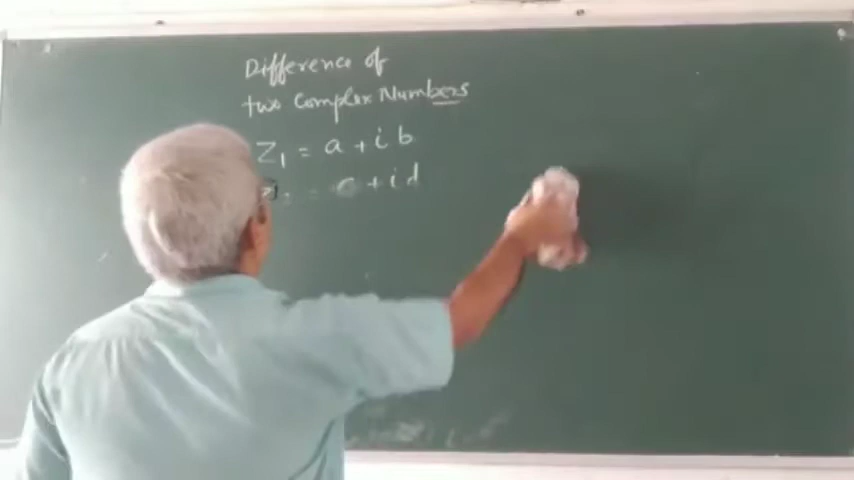 Difference of
two Complex Numbers
Z₁ = a + i b
= c + i d